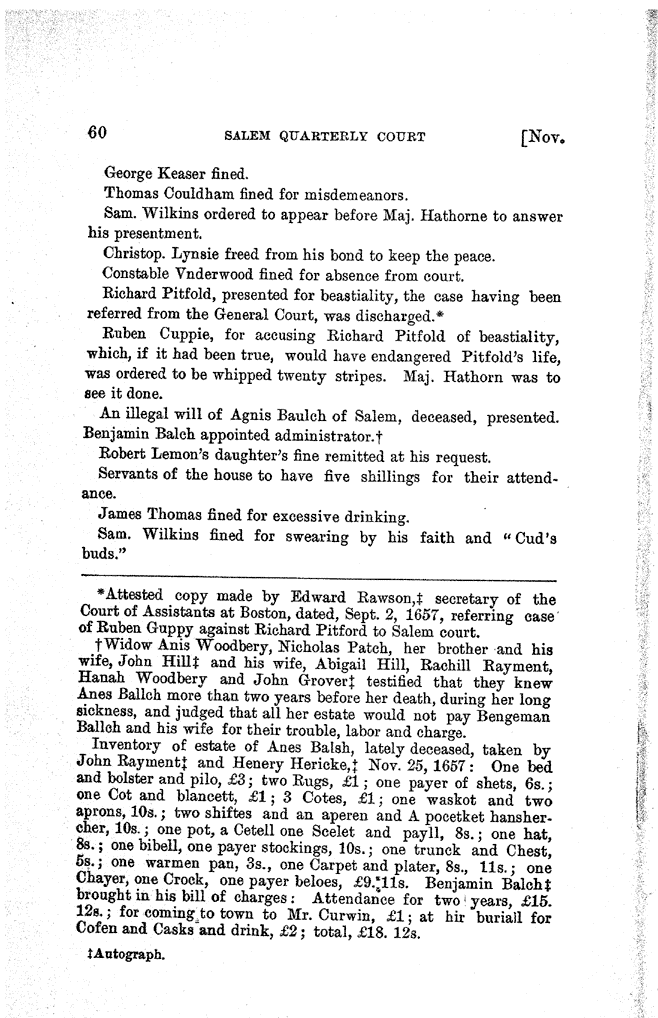 60 SALEM QUARTERLY COURT [Nov.
George Keaser fined.
Thomas Couldham fined for misdemeanors.
Sam. Wilkins ordered to appear before Maj. Hathorne to answer
his presentment.
Christop. Lynsie freed from his bond to keep the peace.
Constable Vnderwood fined for absence from court.
Richard Pitfold, presented for beastiality, the case having been
referred from the General Court, was discharged.*
Ruben Cuppie, for accusing Richard Pitfold of beastiality,
which, if it had been true, would have endangered Pitfold's life,
was ordered to be whipped twenty stripes. Maj. Hathorn was to
see it done.
An illegal will of Agnis Baulch of Salem, deceased, presented.
Benjamin Balch appointed administrator.†
Robert Lemon's daughter's fine remitted at his request.
Servants of the house to have five shillings for their attend-
ance.
James Thomas fined for excessive drinking.
Sam. Wilkins fined for swearing by his faith and "Cud's
buds."
*Attested copy made by Edward Rawson,‡ secretary of the
Court of Assistants at Boston, dated, Sept. 2, 1657, referring case
of Ruben Guppy against Richard Pitford to Salem court.
†Widow Anis Woodbery, Nicholas Patch, her brother and his
wife, John Hill‡ and his wife, Abigail Hill, Rachill Rayment,
Hanah Woodbery and John Grover‡ testified that they knew
Anes Ballch more than two years before her death, during her long
sickness, and judged that all her estate would not pay Bengeman
Ballch and his wife for their trouble, labor and charge.
Inventory of estate of Anes Balsh, lately deceased, taken by
John Rayment‡ and Henery Hericke,‡ Nov. 25, 1657: One bed
and bolster and pilo, £3; two Rugs, £1; one payer of shets, 6s.;
one Cot and blancett, £1; 3 Cotes, £1; one waskot and two
aprons, 10s.; two shiftes and an aperen and A pocetket hansher-
cher, 10s.; one pot, a Cetell one Scelet and payll, 8s.; one hat,
8s.; one bibell, one payer stockings, 10s.; one trunck and Chest,
5s.; one warmen pan, 3s., one Carpet and plater, 8s., 11s.; one
Chayer, one Crock, one payer beloes, £9. 11s. Benjamin Balch‡
brought in his bill of charges: Attendance for two years, £15.
12s.; for coming to town to Mr. Curwin, £1; at hir buriall for
Cofen and Casks and drink, £2; total, £18. 12s.
‡Autograph.